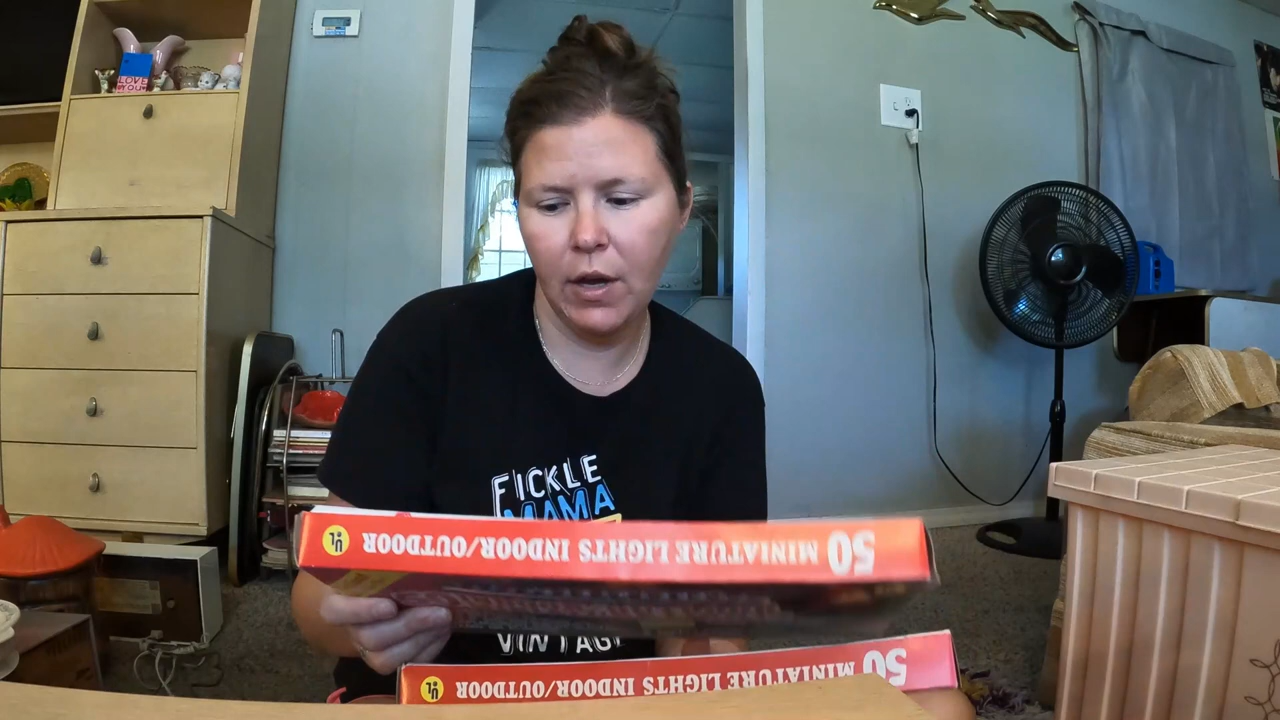 LOVE
YOU
FICKLE
MAMA
VINTAGE
50 MINIATURE LIGHTS INDOOR/OUTDOOR UL
50 MINIATURE LIGHTS INDOOR/OUTDOOR UL